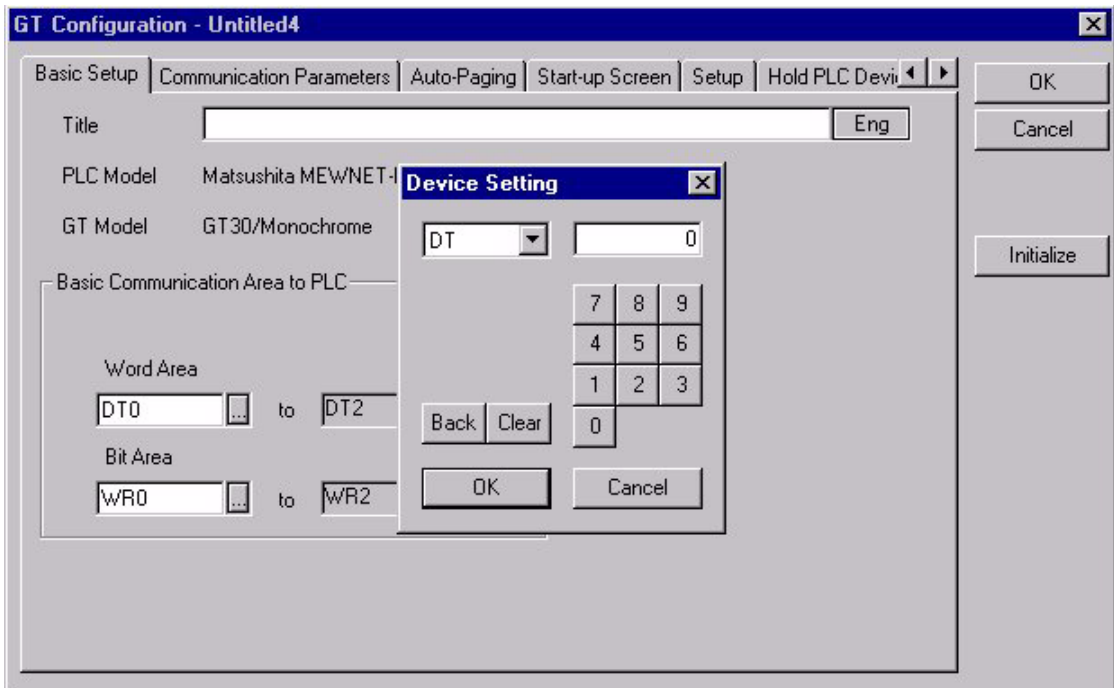 GT Configuration - Untitled4
Basic Setup Communication Parameters Auto-Paging Start-up Screen Setup Hold PLC Devi
OK
Cancel
Initialize
Title Eng
PLC Model Matsushita MEWNET-
GT Model GT30/Monochrome
Basic Communication Area to PLC
Word Area
DT0 ... to DT2
Bit Area
WR0 ... to WR2
Device Setting
DT 0
7 8 9
4 5 6
1 2 3
Back Clear 0
OK Cancel